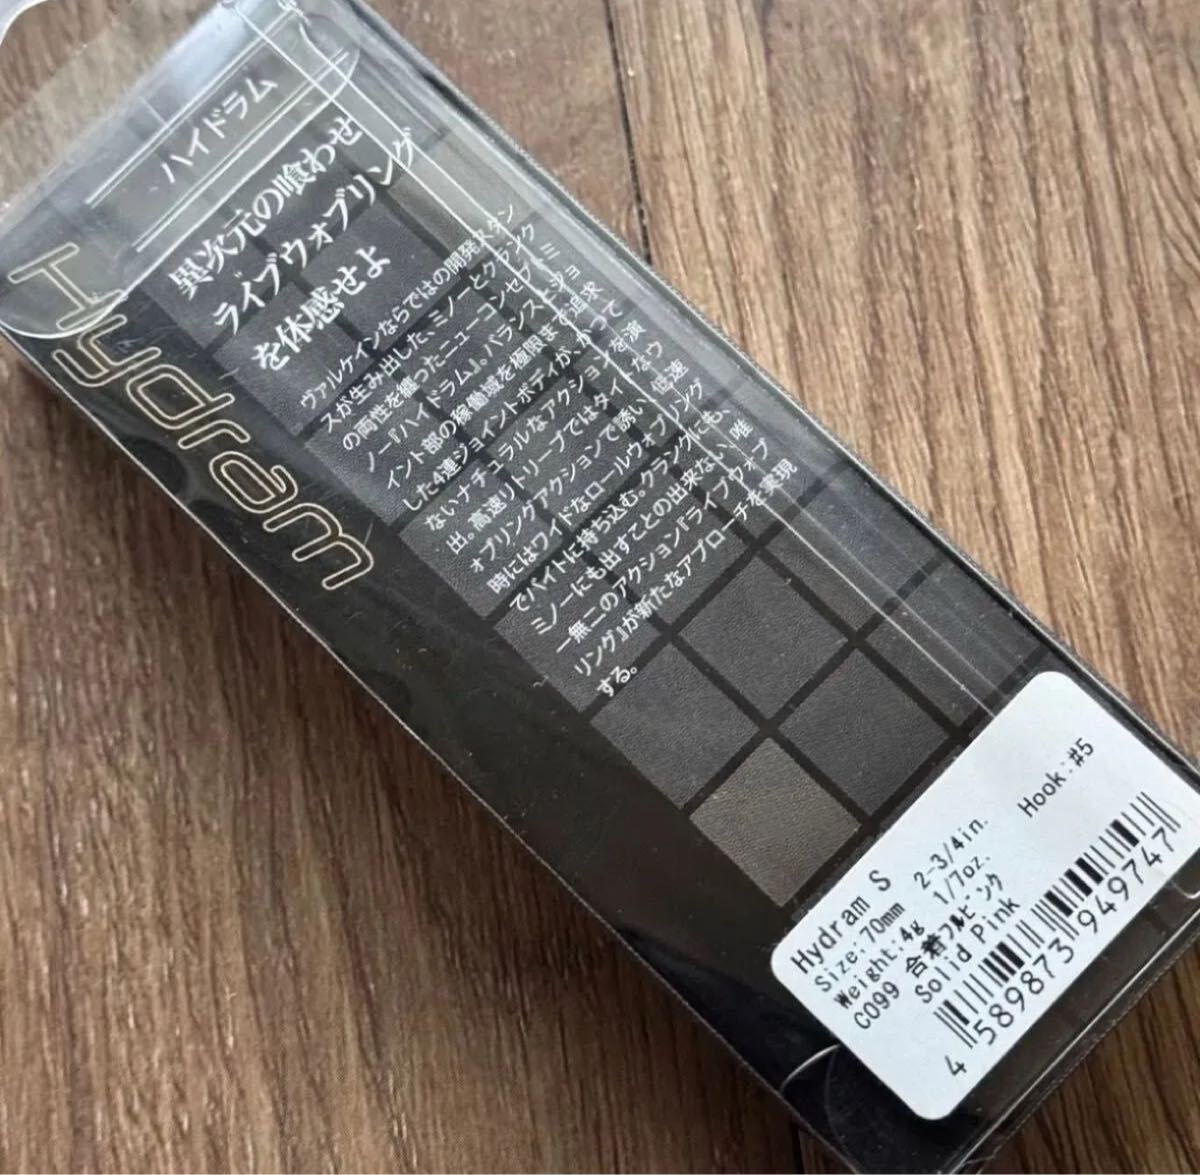 ハイドラム
Hydram
異次元の喰わせ
ライブウォブリング
を体感せよ
ヴァルケインならではの開発スタン
スが生み出した、ミノーとクランク
の両性を纏ったニューコンセプトミ
ノー『ハイドラム』。バランスとジョ
イント部の稼働域を極限まで追求
した4連ジョイントボディが、かつて
ないナチュラルなアクションを演
出。高速リトリーブではタイトなウ
ォブリングアクションで誘い、低速
時にはワイドなロールウォブリング
でバイトに持ち込む。クランクにも、
ミノーにも出すことの出来ない、唯
一無二のアクション『ライブウォブ
リング』が新たなアプローチを実現
する。
Hydram S
Size:70mm 2-3/4in. Hook:#5
Weight:4g 1/7oz.
C099 合着フルピンク
Solid Pink
4 589873 949747